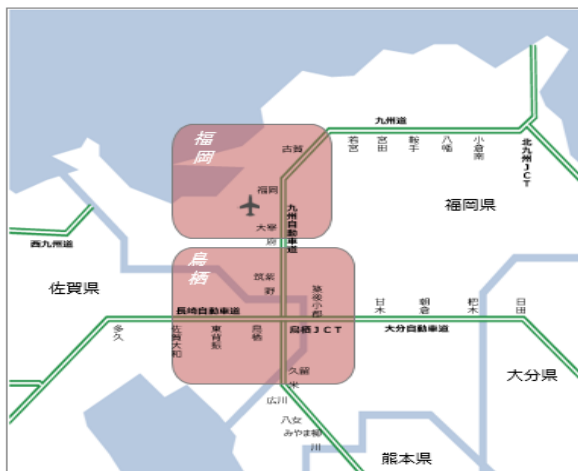 福岡
九州道
古賀
若宮
宮田
鞍手
八幡
小倉南
北九州JCT
福岡県
福岡
九州自動車道
太宰府
鳥栖
西九州道
佐賀県
筑紫野
筑後小郡
甘木
朝倉
杷木
日田
長崎自動車道
鳥栖JCT
大分自動車道
多久
佐賀大和
東背振
鳥栖
大分県
久留米
広川
八女
みやま柳川
熊本県